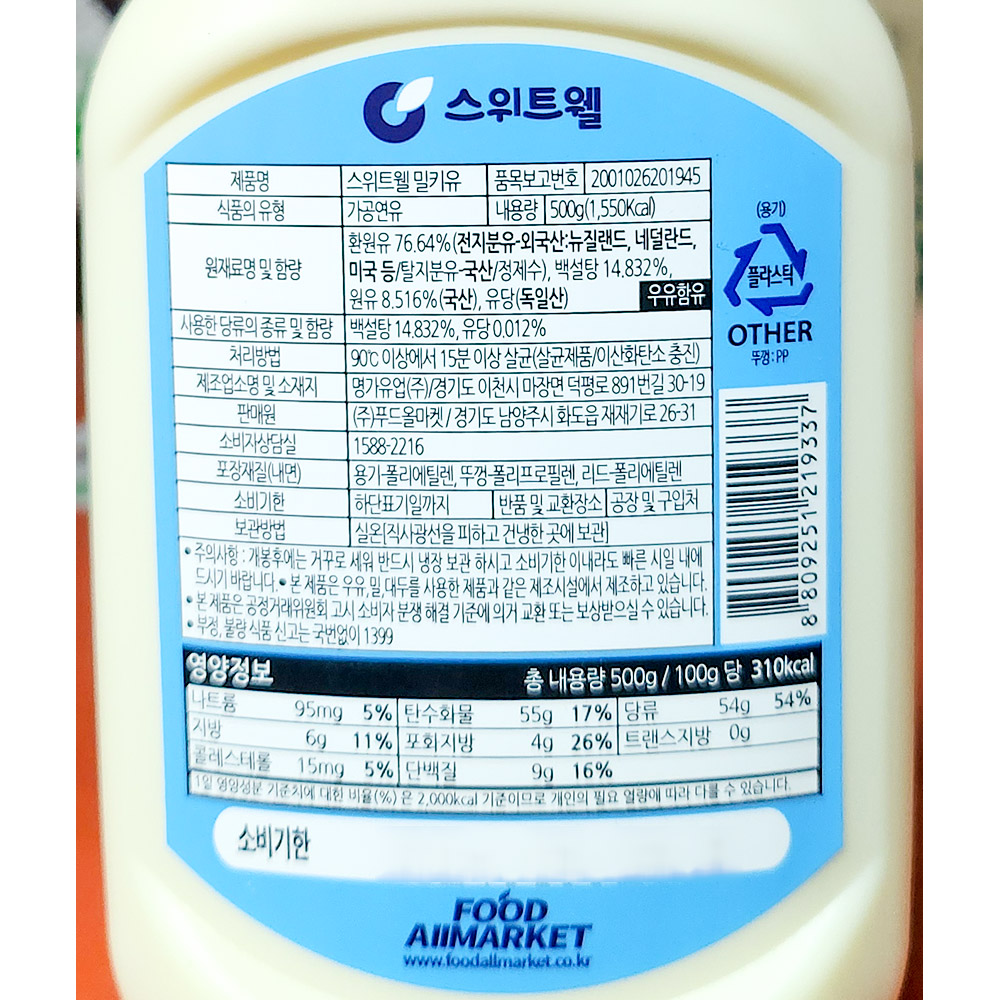 스위트웰
제품명 스위트웰 밀키유 품목보고번호 2001026201945
식품의 유형 가공연유 내용량 500g(1,550Kcal)
원재료명 및 함량 환원유 76.64%(전지분유-외국산:뉴질랜드, 네덜란드,
미국 등/탈지분유-국산/정제수), 백설탕 14.832%,
원유 8.516%(국산), 유당(독일산) 우유함유
사용한 당류의 종류 및 함량 백설탕 14.832%, 유당 0.012%
처리방법 90℃ 이상에서 15분 이상 살균(살균제품/이산화탄소 충진)
제조업소명 및 소재지 명가유업(주)/경기도 이천시 마장면 덕평로 891번길 30-19
판매원 (주)푸드올마켓 / 경기도 남양주시 화도읍 재재기로 26-31
소비자상담실 1588-2216
포장재질(내면) 용기-폴리에틸렌, 뚜껑-폴리프로필렌, 리드-폴리에틸렌
소비기한 하단표기일까지 반품 및 교환장소 공장 및 구입처
보관방법 실온[직사광선을 피하고 건냉한 곳에 보관]
• 주의사항 : 개봉후에는 거꾸로 세워 반드시 냉장 보관 하시고 소비기한 이내라도 빠른 시일 내에
드시기 바랍니다. • 본 제품은 우유, 밀, 대두를 사용한 제품과 같은 제조시설에서 제조하고 있습니다.
• 본 제품은 공정거래위원회 고시 소비자 분쟁 해결 기준에 의거 교환 또는 보상받으실 수 있습니다.
• 부정, 불량 식품 신고는 국번없이 1399
(용기)
플라스틱
OTHER
뚜껑 : PP
8 809251 219337
영양정보 총 내용량 500g / 100g 당 310kcal
나트륨 95mg 5% 탄수화물 55g 17% 당류 54g 54%
지방 6g 11% 포화지방 4g 26% 트랜스지방 0g
콜레스테롤 15mg 5% 단백질 9g 16%
1일 영양성분 기준치에 대한 비율(%) 은 2,000kcal 기준이므로 개인의 필요 열량에 따라 다를 수 있습니다.
소비기한
FOOD
AllMARKET
www.foodallmarket.co.kr